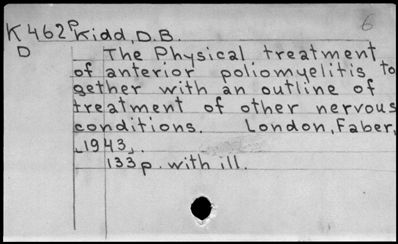 6
K462P Kidd, D.B.
D The Physical treatment
of anterior poliomyelitis to
gether with an outline of
treatment of other nervous
conditions. London, Faber,
[1943].
133p. with ill.